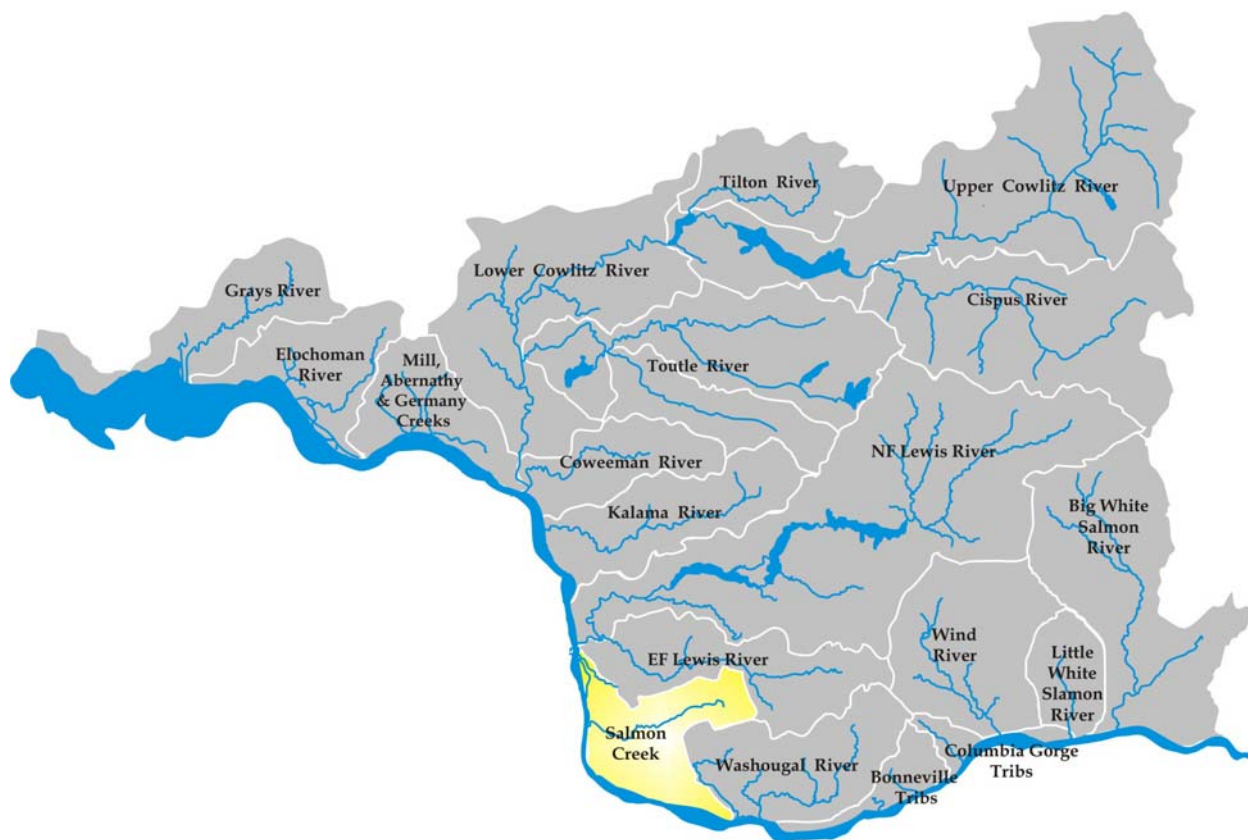 Tilton River
Upper Cowlitz River
Lower Cowlitz River
Grays River
Cispus River
Elochoman
River
Mill,
Abernathy
& Germany
Creeks
Toutle River
NF Lewis River
Coweeman River
Kalama River
Big White
Salmon
River
Wind
River
EF Lewis River
Little
White
Slamon
River
Salmon
Creek
Washougal River
Columbia Gorge
Tribs
Bonneville
Tribs